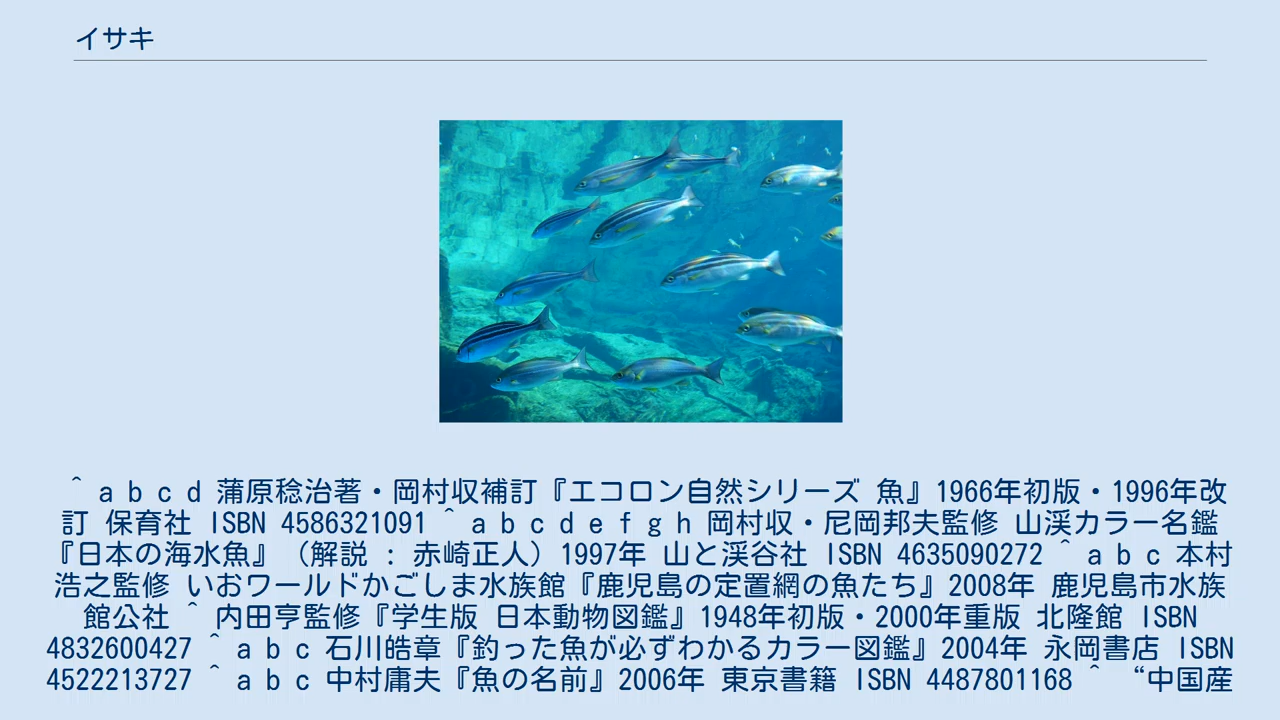 イサキ
^ a b c d 蒲原稔治著・岡村収補訂『エコロン自然シリーズ 魚』1966年初版・1996年改
訂 保育社 ISBN 4586321091 ^ a b c d e f g h 岡村収・尼岡邦夫監修 山渓カラー名鑑
『日本の海水魚』（解説 : 赤崎正人）1997年 山と溪谷社 ISBN 4635090272 ^ a b c 本村
浩之監修 いおワールドかごしま水族館『鹿児島の定置網の魚たち』2008年 鹿児島市水族
館公社 ^ 内田亨監修『学生版 日本動物図鑑』1948年初版・2000年重版 北隆館 ISBN
4832600427 ^ a b c 石川皓章『釣った魚が必ずわかるカラー図鑑』2004年 永岡書店 ISBN
4522213727 ^ a b c 中村庸夫『魚の名前』2006年 東京書籍 ISBN 4487801168 ^ “中国産